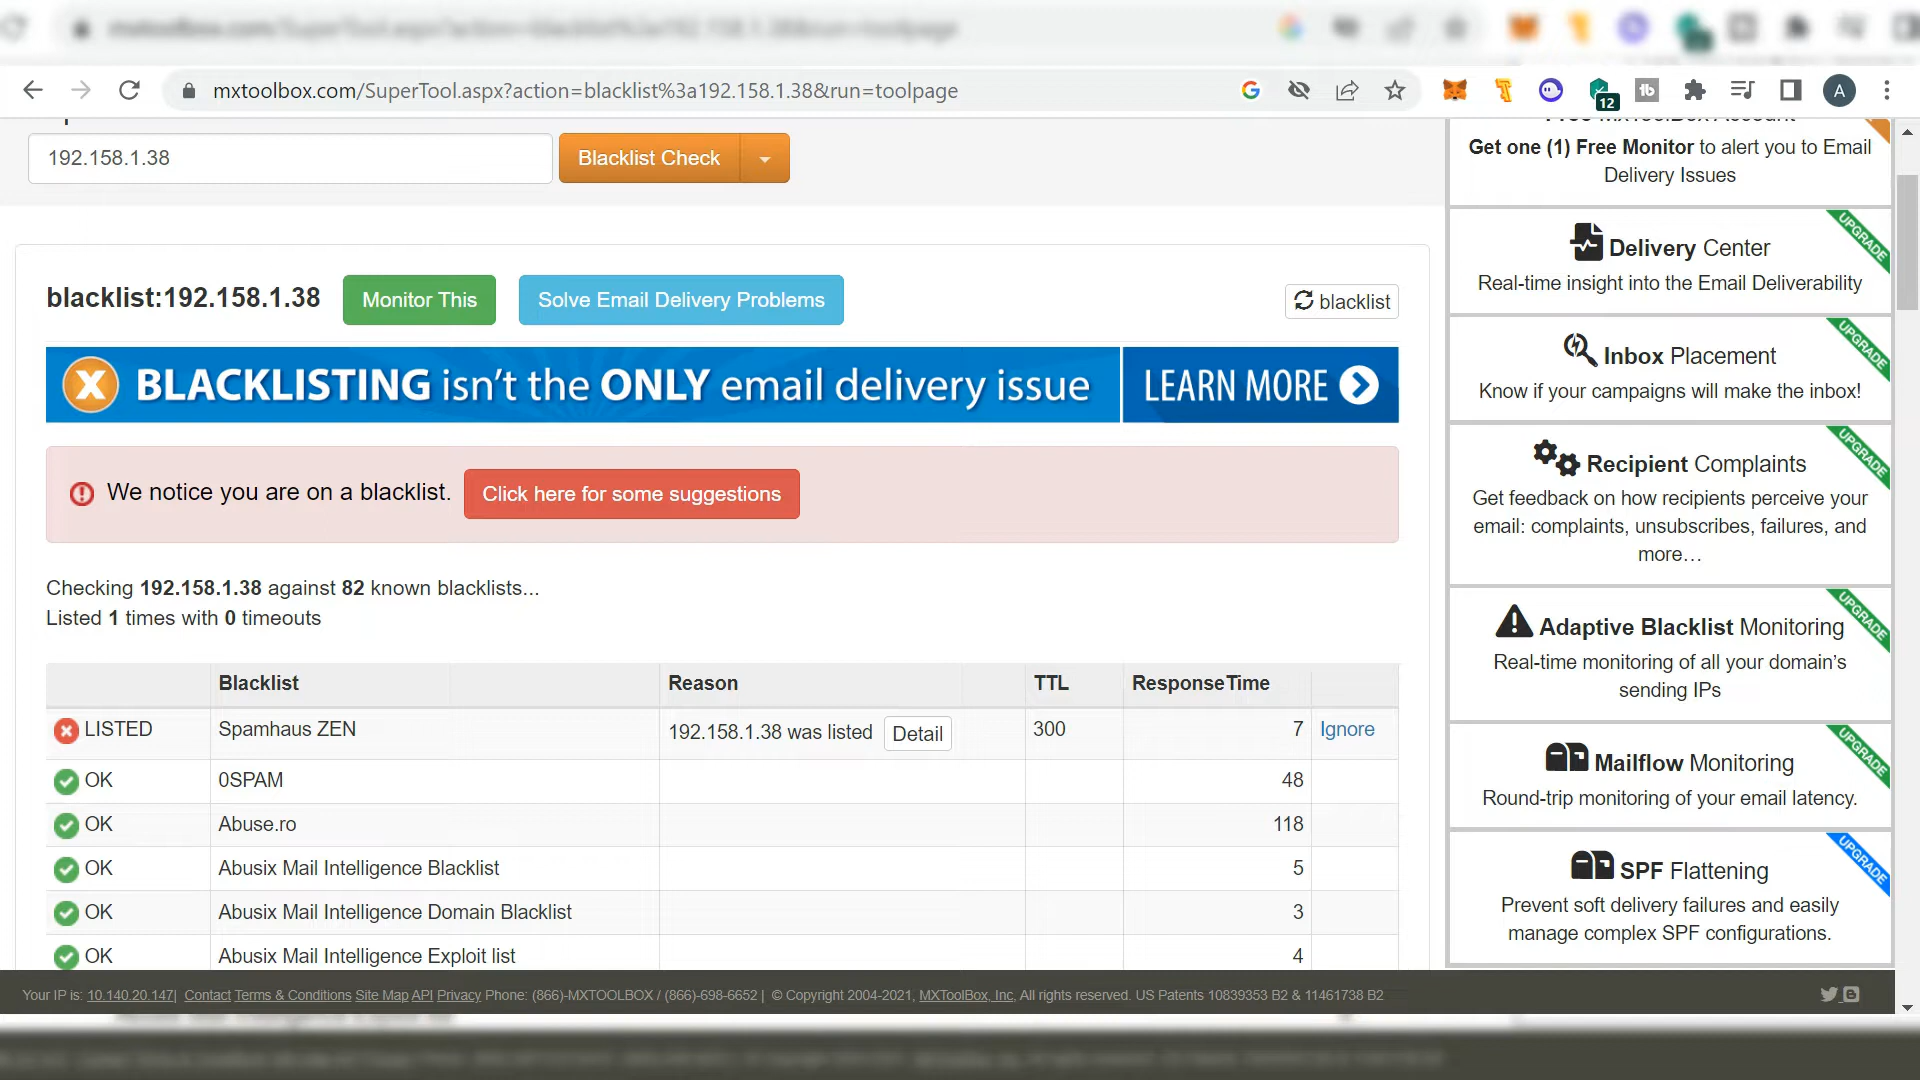 mxtoolbox.com/SuperTool.aspx?action=blacklist%3a192.158.1.38&run=toolpage
12
tb
A
192.158.1.38
Blacklist Check
blacklist:192.158.1.38
Monitor This
Solve Email Delivery Problems
blacklist
X BLACKLISTING isn't the ONLY email delivery issue
LEARN MORE
We notice you are on a blacklist.
Click here for some suggestions
Checking 192.158.1.38 against 82 known blacklists...
Listed 1 times with 0 timeouts
Blacklist Reason TTL ResponseTime
LISTED Spamhaus ZEN 192.158.1.38 was listed Detail 300 7 Ignore
OK 0SPAM 48
OK Abuse.ro 118
OK Abusix Mail Intelligence Blacklist 5
OK Abusix Mail Intelligence Domain Blacklist 3
OK Abusix Mail Intelligence Exploit list 4
Free MxToolBox Account
Get one (1) Free Monitor to alert you to Email
Delivery Issues
UPGRADE
Delivery Center
Real-time insight into the Email Deliverability
UPGRADE
Inbox Placement
Know if your campaigns will make the inbox!
UPGRADE
Recipient Complaints
Get feedback on how recipients perceive your
email: complaints, unsubscribes, failures, and
more...
UPGRADE
Adaptive Blacklist Monitoring
Real-time monitoring of all your domain's
sending IPs
UPGRADE
Mailflow Monitoring
Round-trip monitoring of your email latency.
UPGRADE
SPF Flattening
Prevent soft delivery failures and easily
manage complex SPF configurations.
Your IP is: 10.140.20.147| Contact Terms & Conditions Site Map API Privacy Phone: (866)-MXTOOLBOX / (866)-698-6652 | © Copyright 2004-2021, MXToolBox, Inc, All rights reserved. US Patents 10839353 B2 & 11461738 B2